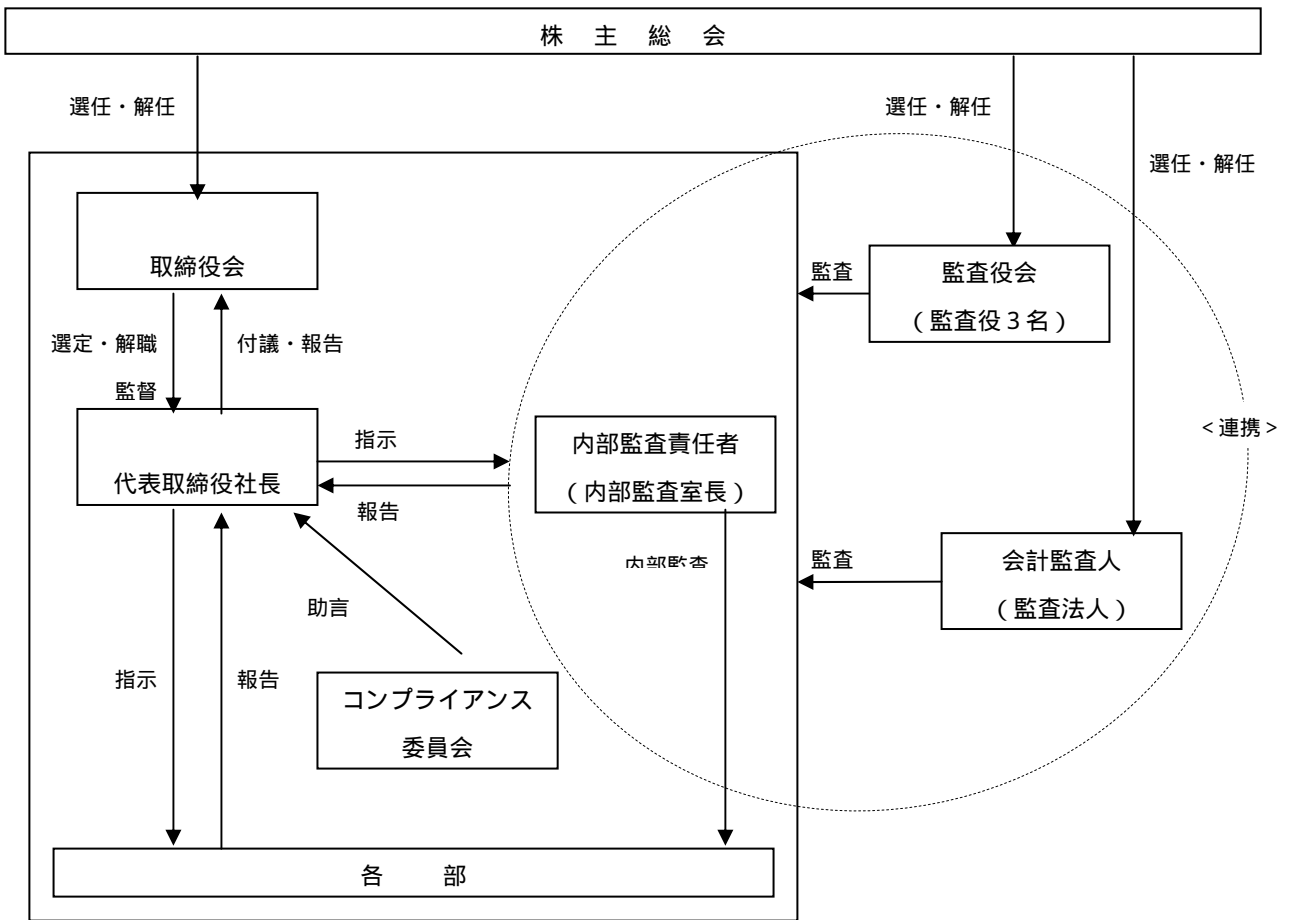 株 主 総 会
選任・解任
選任・解任
選任・解任
取締役会
監査
監査役会
（監査役３名）
選定・解職
付議・報告
監督
＜連携＞
代表取締役社長
指示
報告
内部監査責任者
（内部監査室長）
内部監査
監査
会計監査人
（監査法人）
助言
指示
報告
コンプライアンス
委員会
各 部